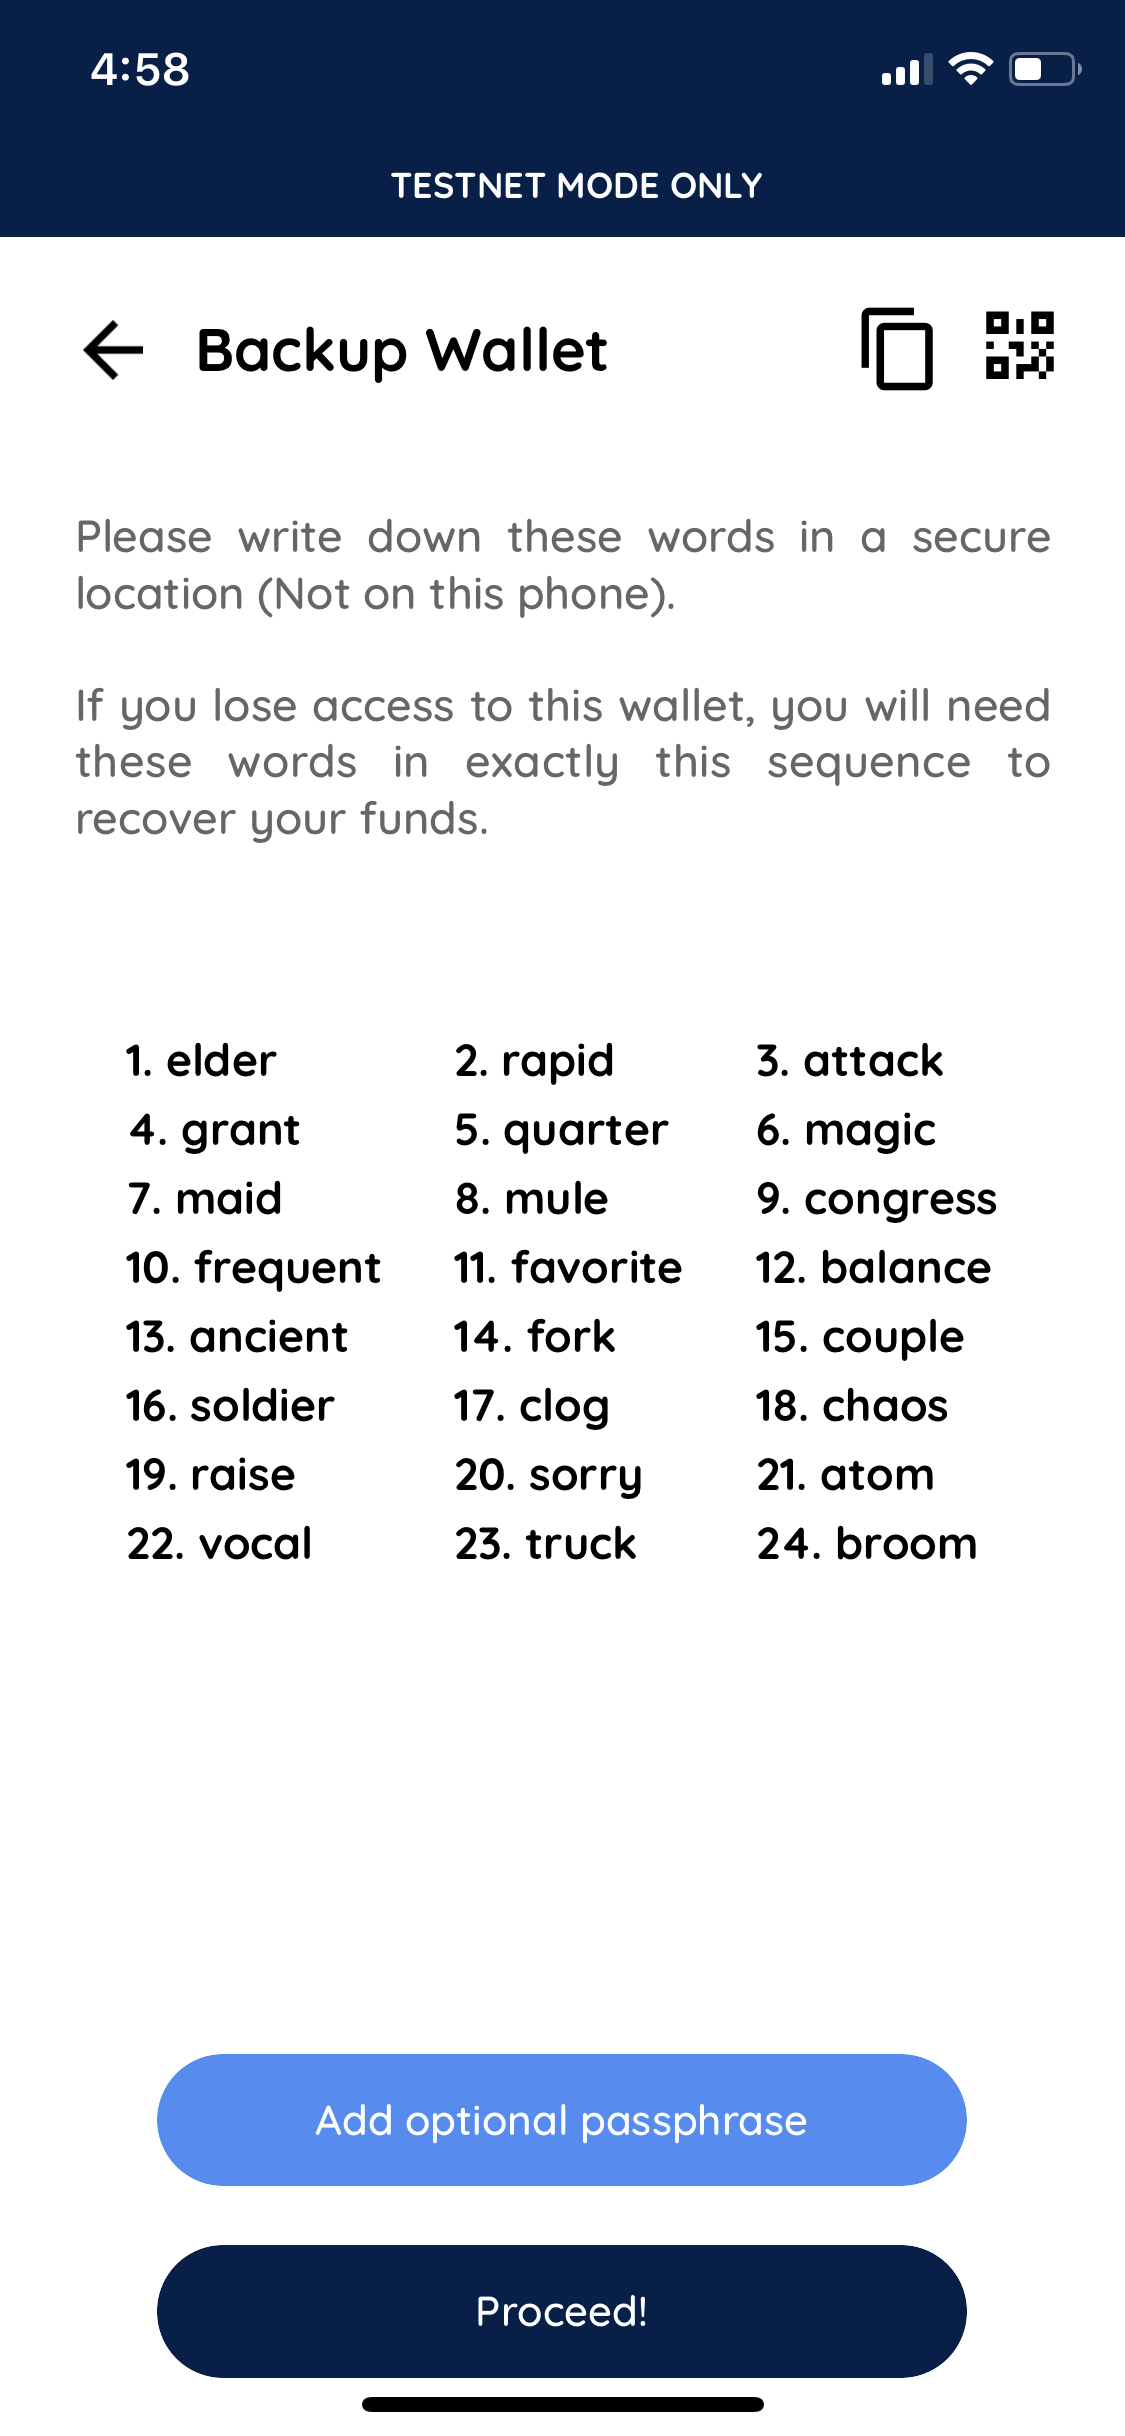 4:58
TESTNET MODE ONLY
Backup Wallet
Please write down these words in a secure
location (Not on this phone).
If you lose access to this wallet, you will need
these words in exactly this sequence to
recover your funds.
1. elder 2. rapid 3. attack
4. grant 5. quarter 6. magic
7. maid 8. mule 9. congress
10. frequent 11. favorite 12. balance
13. ancient 14. fork 15. couple
16. soldier 17. clog 18. chaos
19. raise 20. sorry 21. atom
22. vocal 23. truck 24. broom
Add optional passphrase
Proceed!